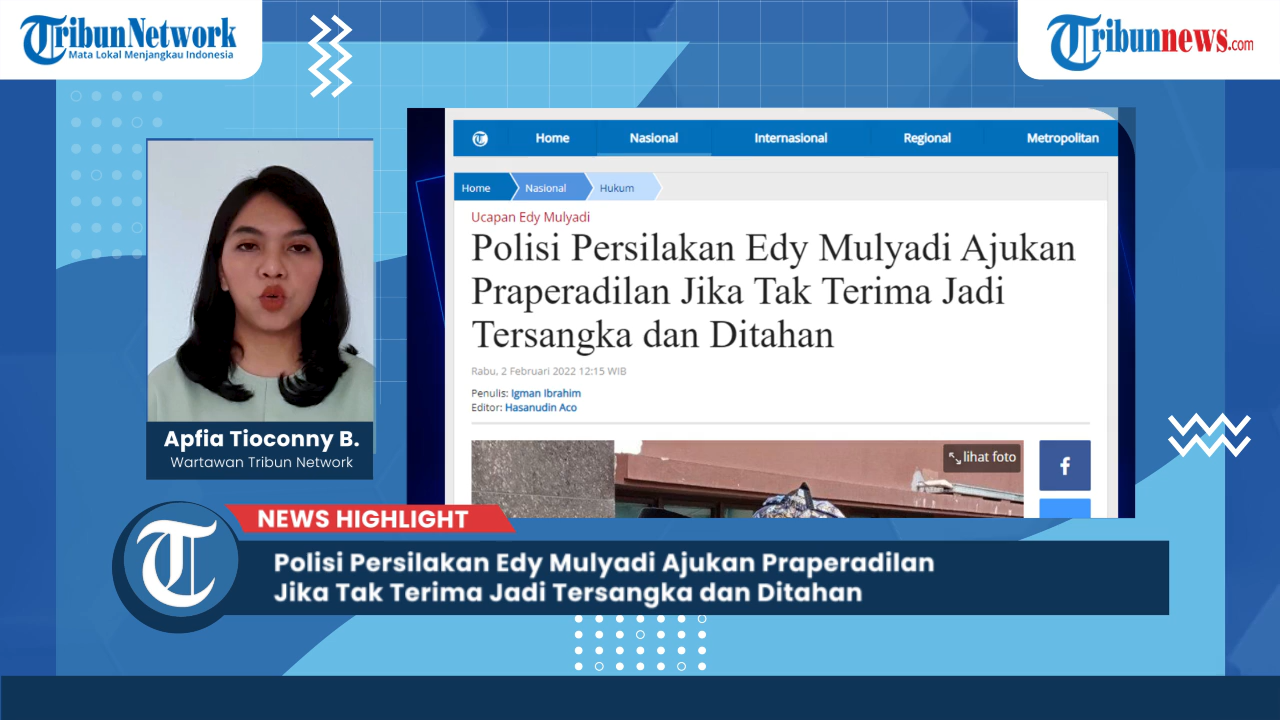 TribunNetwork
Mata Lokal Menjangkau Indonesia
Tribunnews.com
Home Nasional Internasional Regional Metropolitan
Home Nasional Hukum
Ucapan Edy Mulyadi
Polisi Persilakan Edy Mulyadi Ajukan
Praperadilan Jika Tak Terima Jadi
Tersangka dan Ditahan
Rabu, 2 Februari 2022 12:15 WIB
Penulis: Igman Ibrahim
Editor: Hasanudin Aco
lihat foto
f
Apfia Tioconny B.
Wartawan Tribun Network
NEWS HIGHLIGHT
T
Polisi Persilakan Edy Mulyadi Ajukan Praperadilan
Jika Tak Terima Jadi Tersangka dan Ditahan